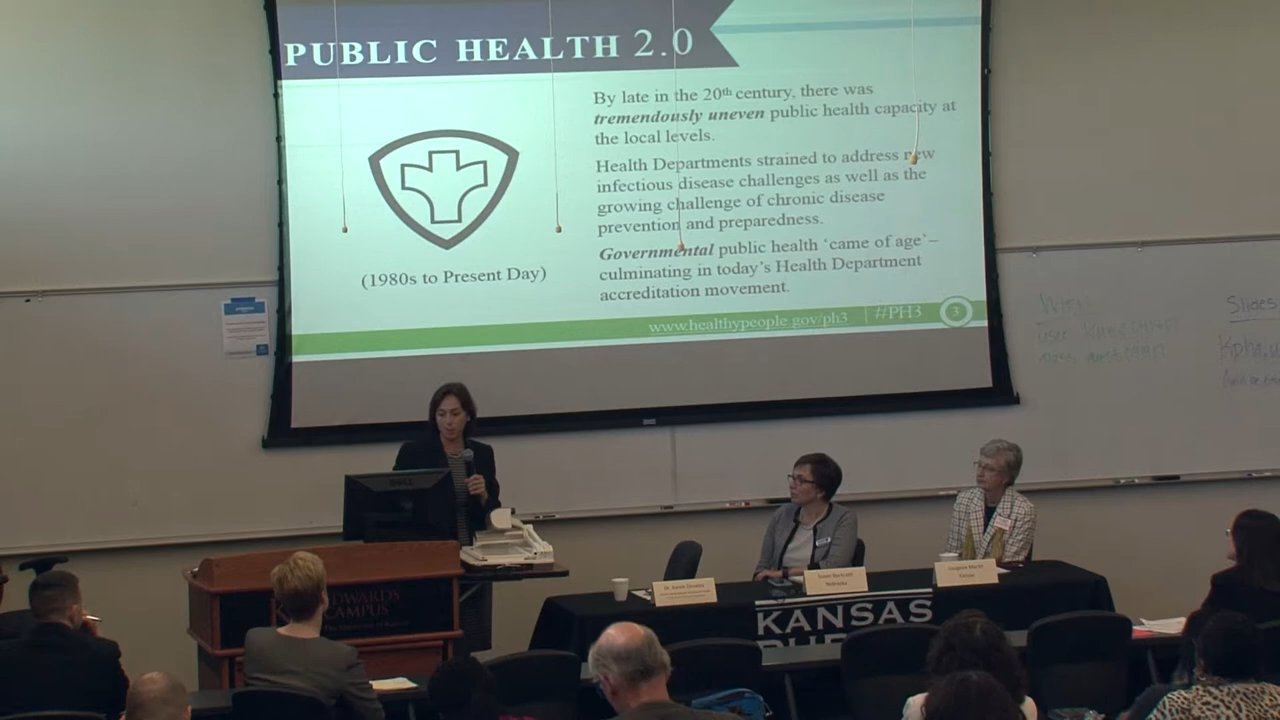 PUBLIC HEALTH 2.0
By late in the 20th century, there was
tremendously uneven public health capacity at
the local levels.
Health Departments strained to address new
infectious disease challenges as well as the
growing challenge of chronic disease
prevention and preparedness.
Governmental public health ‘came of age’ –
culminating in today’s Health Department
accreditation movement.
(1980s to Present Day)
www.healthypeople.gov/ph3 | #PH3 3
Slides
DELL
EDWARDS
CAMPUS
KANSAS